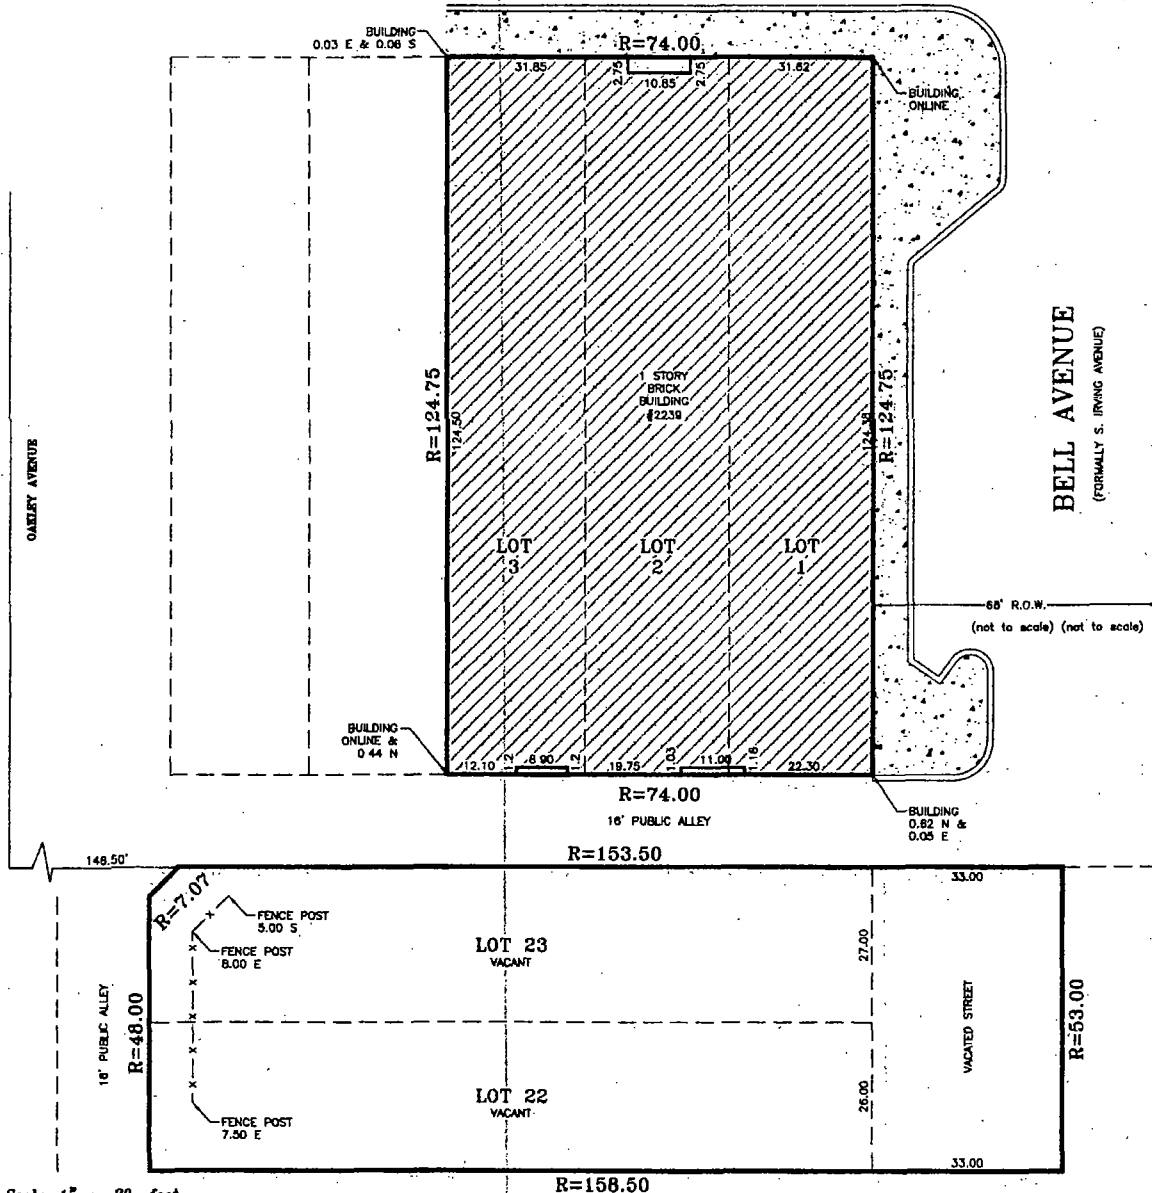 BUILDING
0.03 E & 0.06 S
R=74.00
31.85
2.75
10.85
2.75
31.62
BUILDING
ONLINE
R=124.75
124.50
1 STORY
BRICK
BUILDING
#2239
124.38
R=124.75
BELL AVENUE
(FORMALLY S. IRVING AVENUE)
OAKLEY AVENUE
LOT
3
LOT
2
LOT
1
66' R.O.W.
(not to scale) (not to scale)
BUILDING
ONLINE &
0.44 N
12.10
1.2
8.90
1.2
19.75
1.03
11.00
1.18
22.30
R=74.00
16' PUBLIC ALLEY
BUILDING
0.62 N &
0.05 E
148.50'
R=153.50
33.00
R=7.07
FENCE POST
5.00 S
FENCE POST
8.00 E
LOT 23
VACANT
27.00
16' PUBLIC ALLEY
R=48.00
VACATED STREET
R=53.00
LOT 22
VACANT
26.00
FENCE POST
7.50 E
33.00
R=158.50